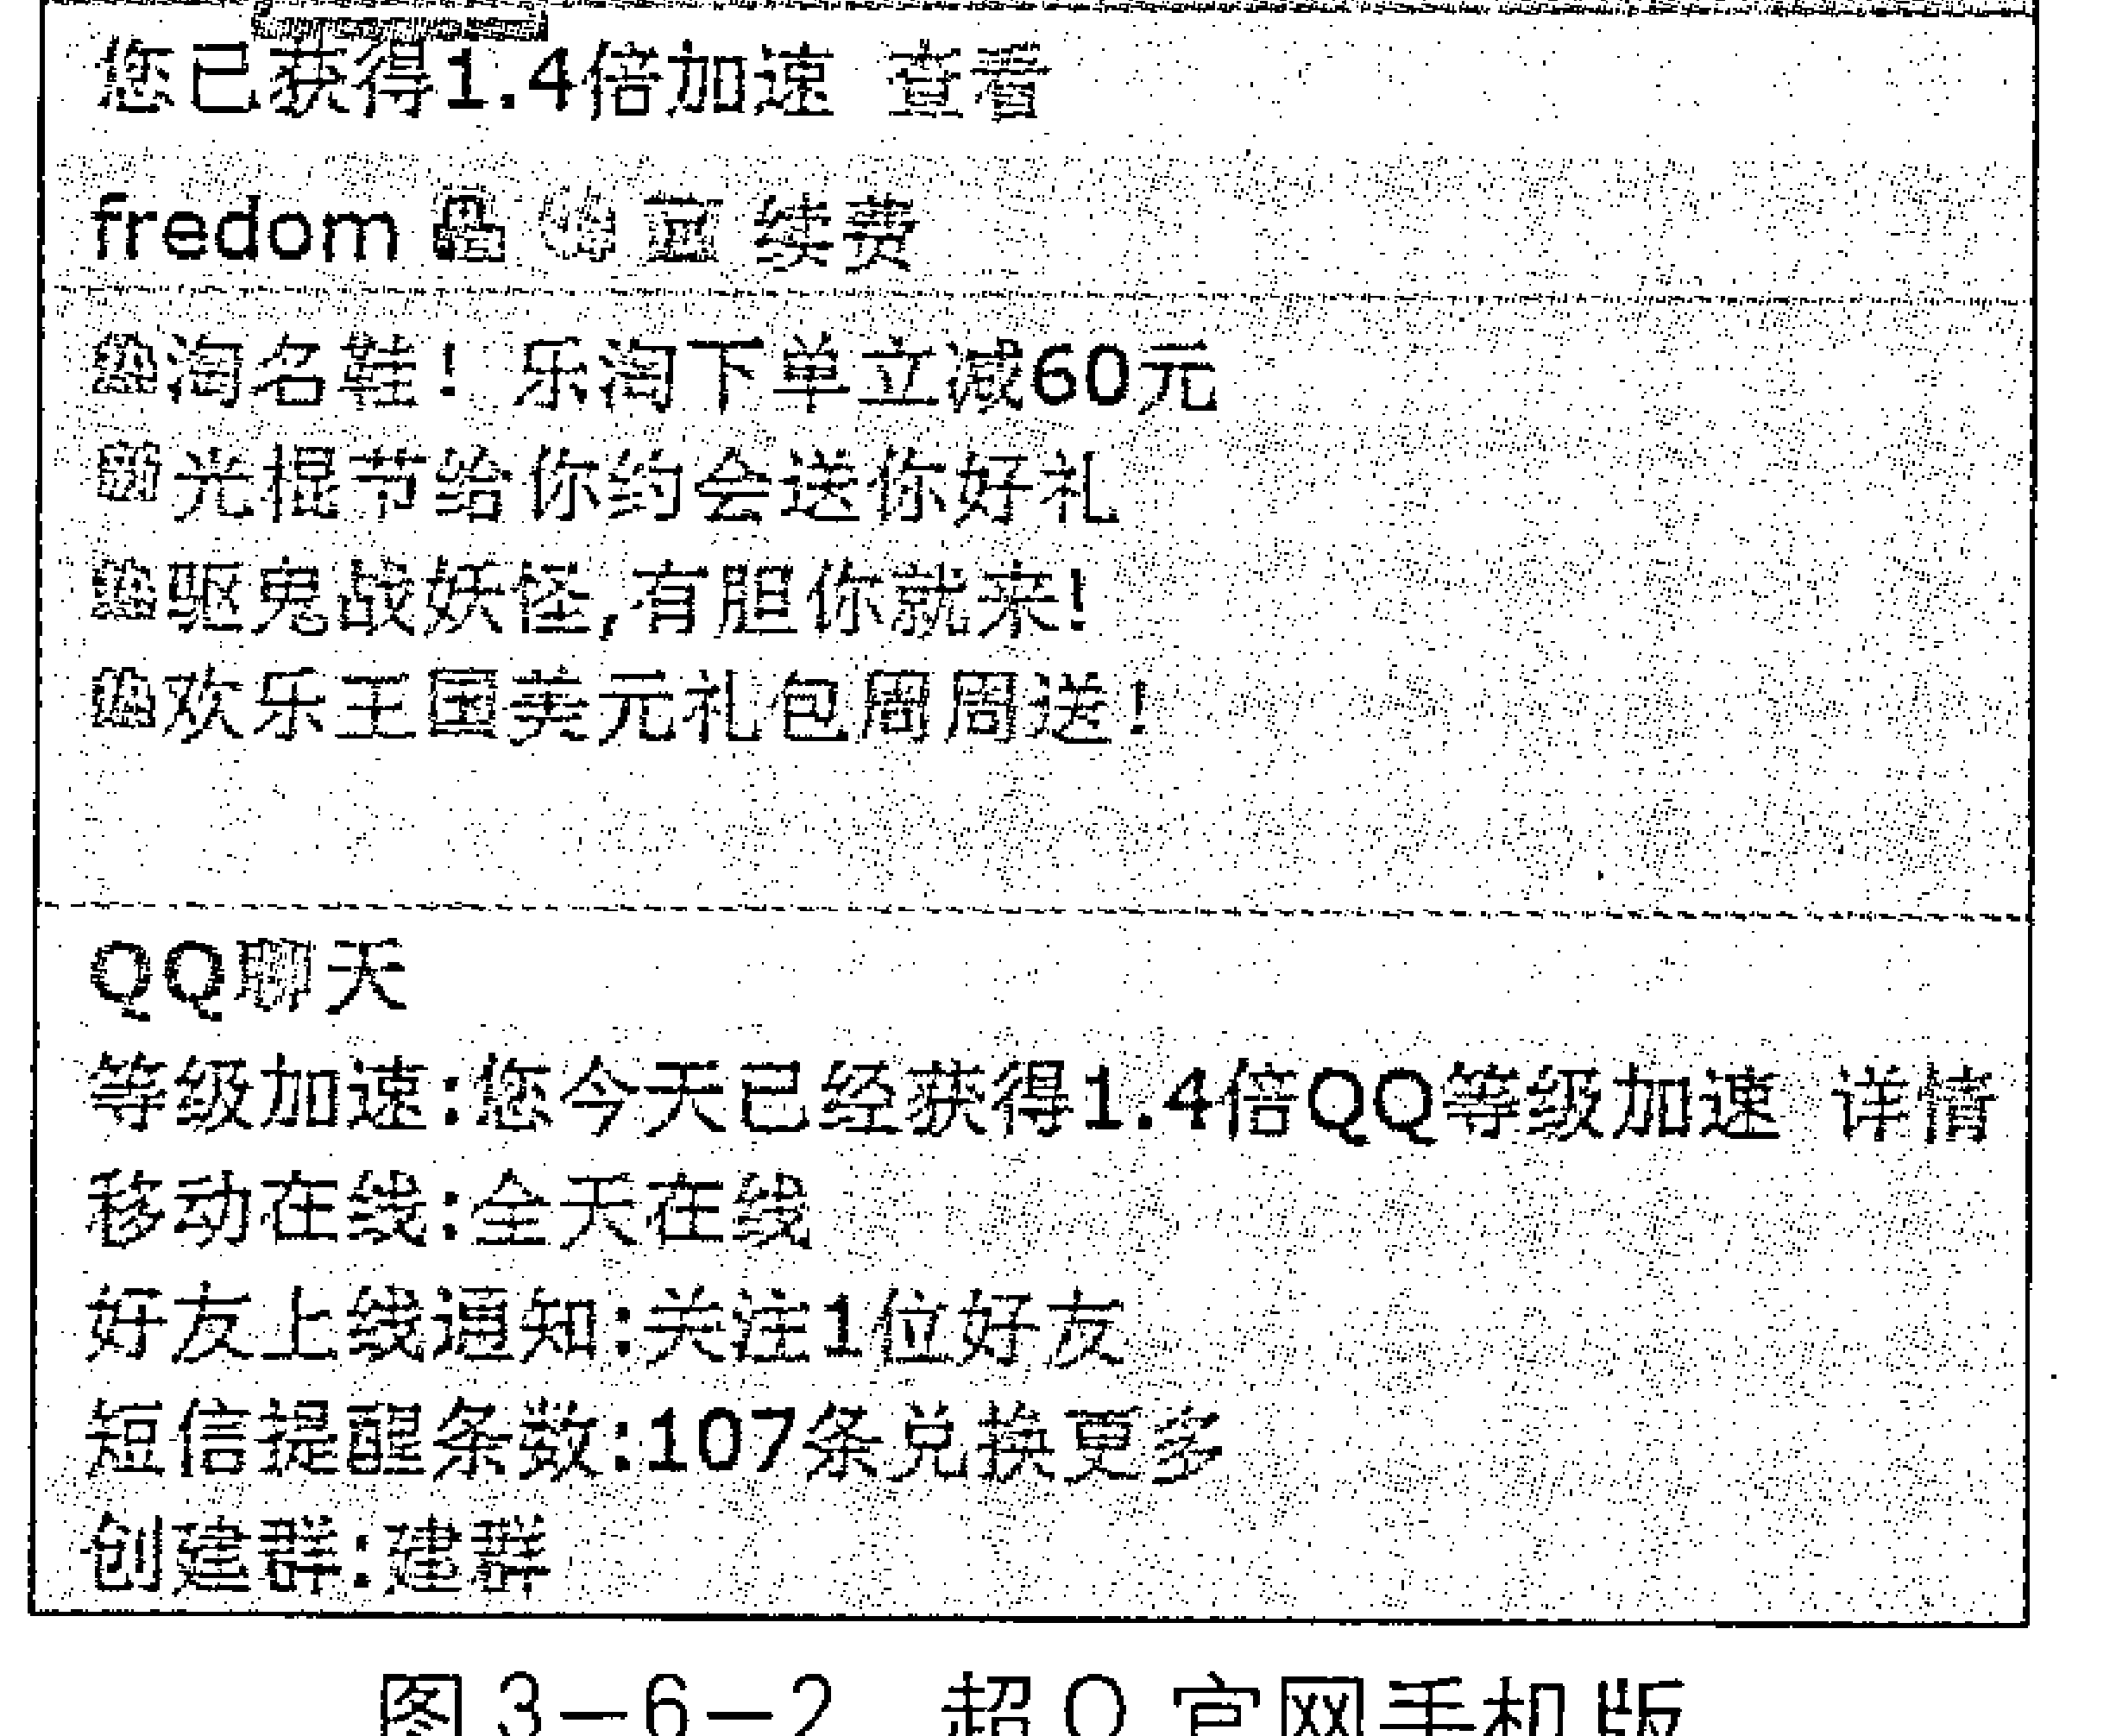 您已获得1.4倍加速 查看
fredom 续费
淘名鞋！乐淘下单立减60元
光棍节给你约会送你好礼
驱鬼战妖怪,有胆你就来!
欢乐王国美元礼包周周送!
QQ聊天
等级加速:您今天已经获得1.4倍QQ等级加速 详情
移动在线:全天在线
好友上线通知:关注1位好友
短信提醒条数:107条兑换更多
创建群:建群
图3-6-2 超Q官网手机版